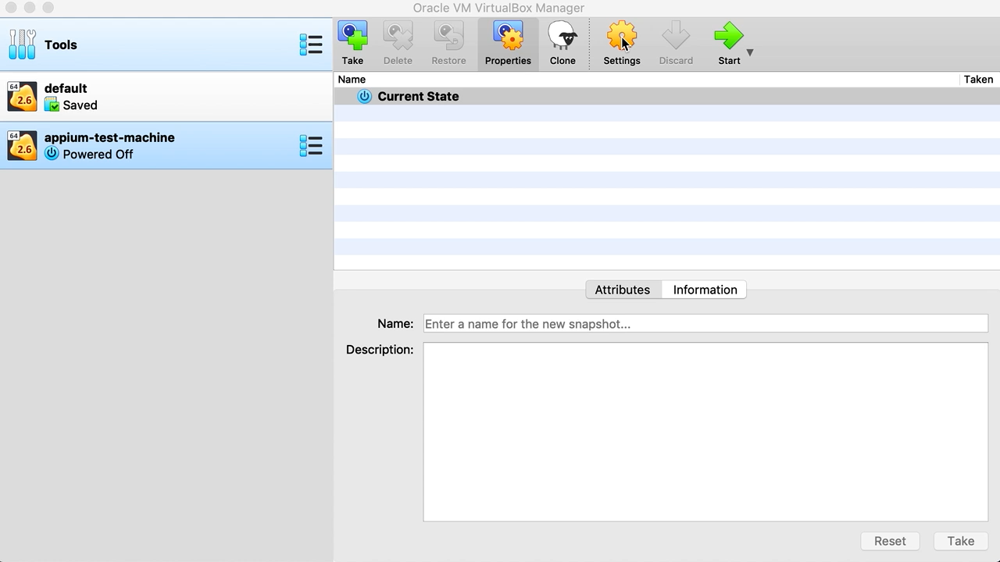 Oracle VM VirtualBox Manager
Tools
64
2.6
default
Saved
64
2.6
appium-test-machine
Powered Off
Take
Delete
Restore
Properties
Clone
Settings
Discard
Start
Name
Taken
Current State
Attributes
Information
Name:
Enter a name for the new snapshot...
Description:
Reset
Take